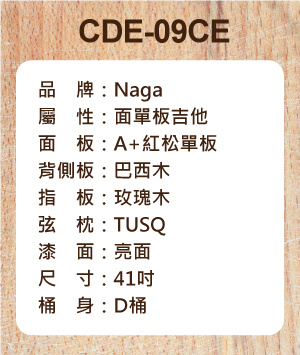 CDE-09CE
品 牌：Naga
屬 性：面單板吉他
面 板：A+紅松單板
背側板：巴西木
指 板：玫瑰木
弦 枕：TUSQ
漆 面：亮面
尺 寸：41吋
桶 身：D桶